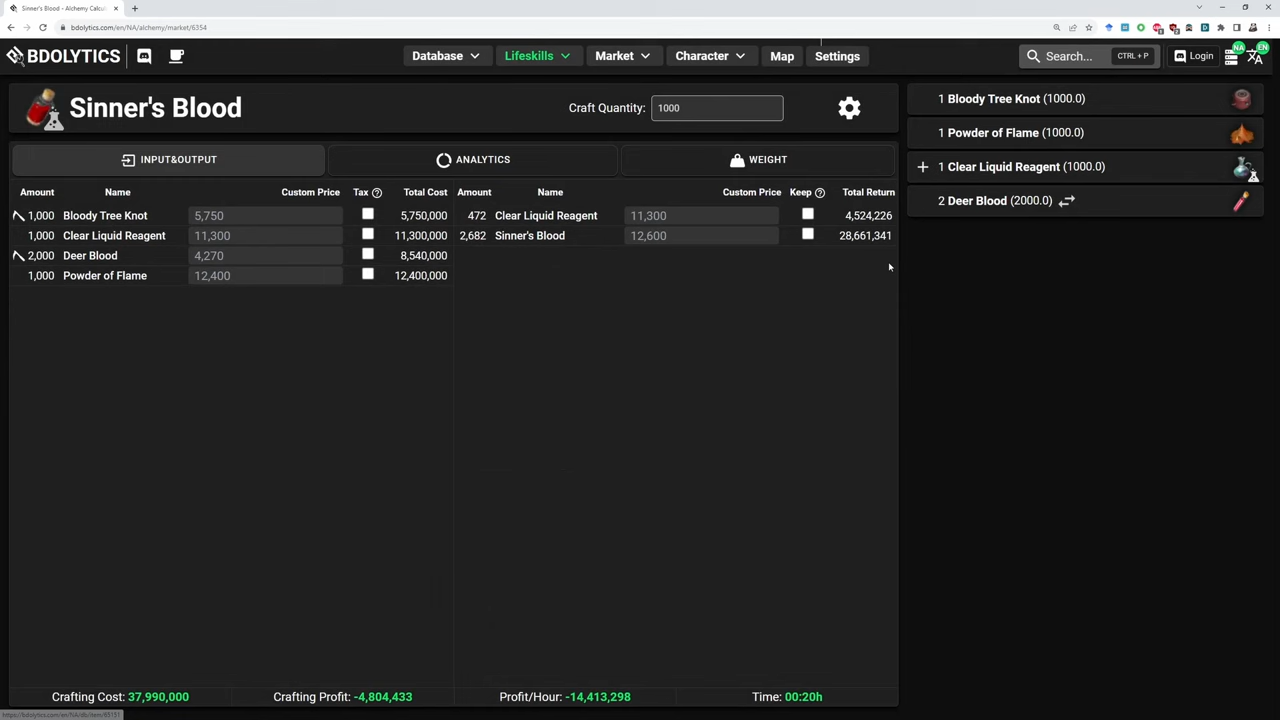 Sinner's Blood - Alchemy Calcu
bdolytics.com/en/NA/alchemy/market/6354
BDOLYTICS
Database
Lifeskills
Market
Character
Map
Settings
Search...
CTRL + P
Login
NA
EN
Sinner's Blood
Craft Quantity:
1000
INPUT&OUTPUT
ANALYTICS
WEIGHT
Amount Name Custom Price Tax Total Cost
1,000 Bloody Tree Knot 5,750 5,750,000
1,000 Clear Liquid Reagent 11,300 11,300,000
2,000 Deer Blood 4,270 8,540,000
1,000 Powder of Flame 12,400 12,400,000
Amount Name Custom Price Keep Total Return
472 Clear Liquid Reagent 11,300 4,524,226
2,682 Sinner's Blood 12,600 28,661,341
1 Bloody Tree Knot (1000.0)
1 Powder of Flame (1000.0)
1 Clear Liquid Reagent (1000.0)
2 Deer Blood (2000.0)
Crafting Cost: 37,990,000
Crafting Profit: -4,804,433
Profit/Hour: -14,413,298
Time: 00:20h